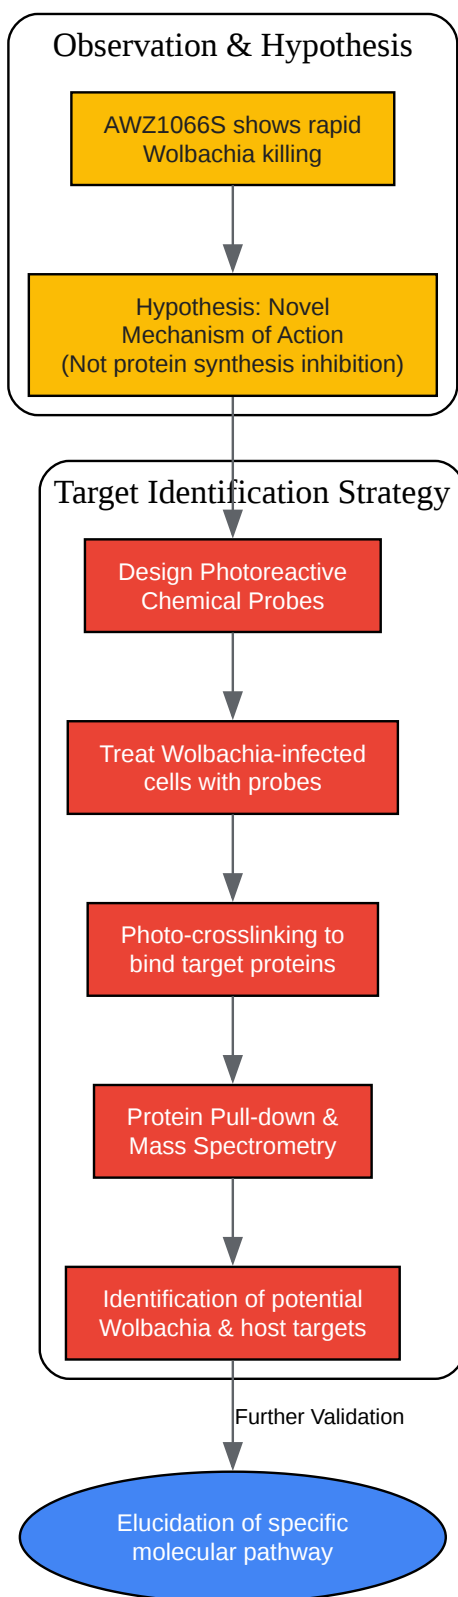 Observation & Hypothesis
AWZ1066S shows rapid
Wolbachia killing
Hypothesis: Novel
Mechanism of Action
(Not protein synthesis inhibition)
Target Identification Strategy
Design Photoreactive
Chemical Probes
Treat Wolbachia-infected
cells with probes
Photo-crosslinking to
bind target proteins
Protein Pull-down &
Mass Spectrometry
Identification of potential
Wolbachia & host targets
Further Validation
Elucidation of specific
molecular pathway